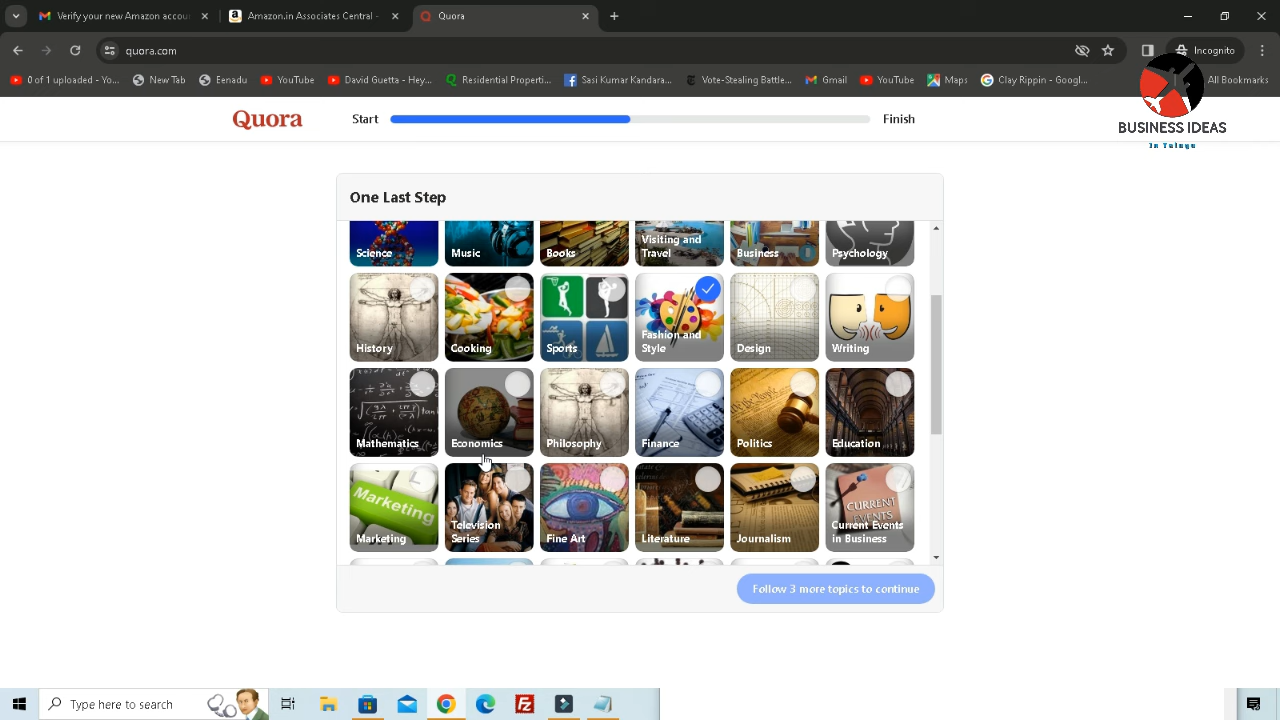 Verify your new Amazon accou
Amazon.in Associates Central -
Quora
quora.com
Incognito
0 of 1 uploaded - Yo...
New Tab
Eenadu
YouTube
David Guetta - Hey,...
Residential Properti...
Sasi Kumar Kandara...
Vote-Stealing Battle...
Gmail
YouTube
Maps
Clay Rippin - Googl...
All Bookmarks
BUSINESS IDEAS
In Telugu
Quora
Start
Finish
One Last Step
Science
Music
Books
Visiting and
Travel
Business
Psychology
History
Cooking
Sports
Fashion and
Style
Design
Writing
Mathematics
Economics
Philosophy
Finance
Politics
Education
Marketing
Marketing
Television
Series
Fine Art
Literature
Journalism
CURRENT
EVENTS
Current Events
in Business
Follow 3 more topics to continue
Type here to search